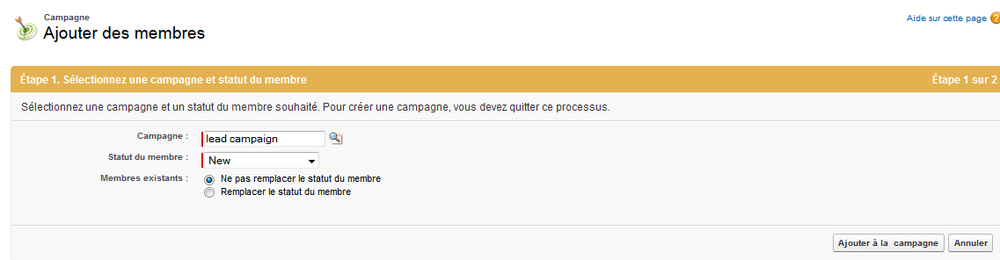 Campagne
Ajouter des membres
Aide sur cette page ?
Étape 1. Sélectionnez une campagne et statut du membre
Étape 1 sur 2
Sélectionnez une campagne et un statut du membre souhaité. Pour créer une campagne, vous devez quitter ce processus.
Campagne : lead campaign
Statut du membre : New
Membres existants : Ne pas remplacer le statut du membre
Remplacer le statut du membre
Ajouter à la campagne Annuler